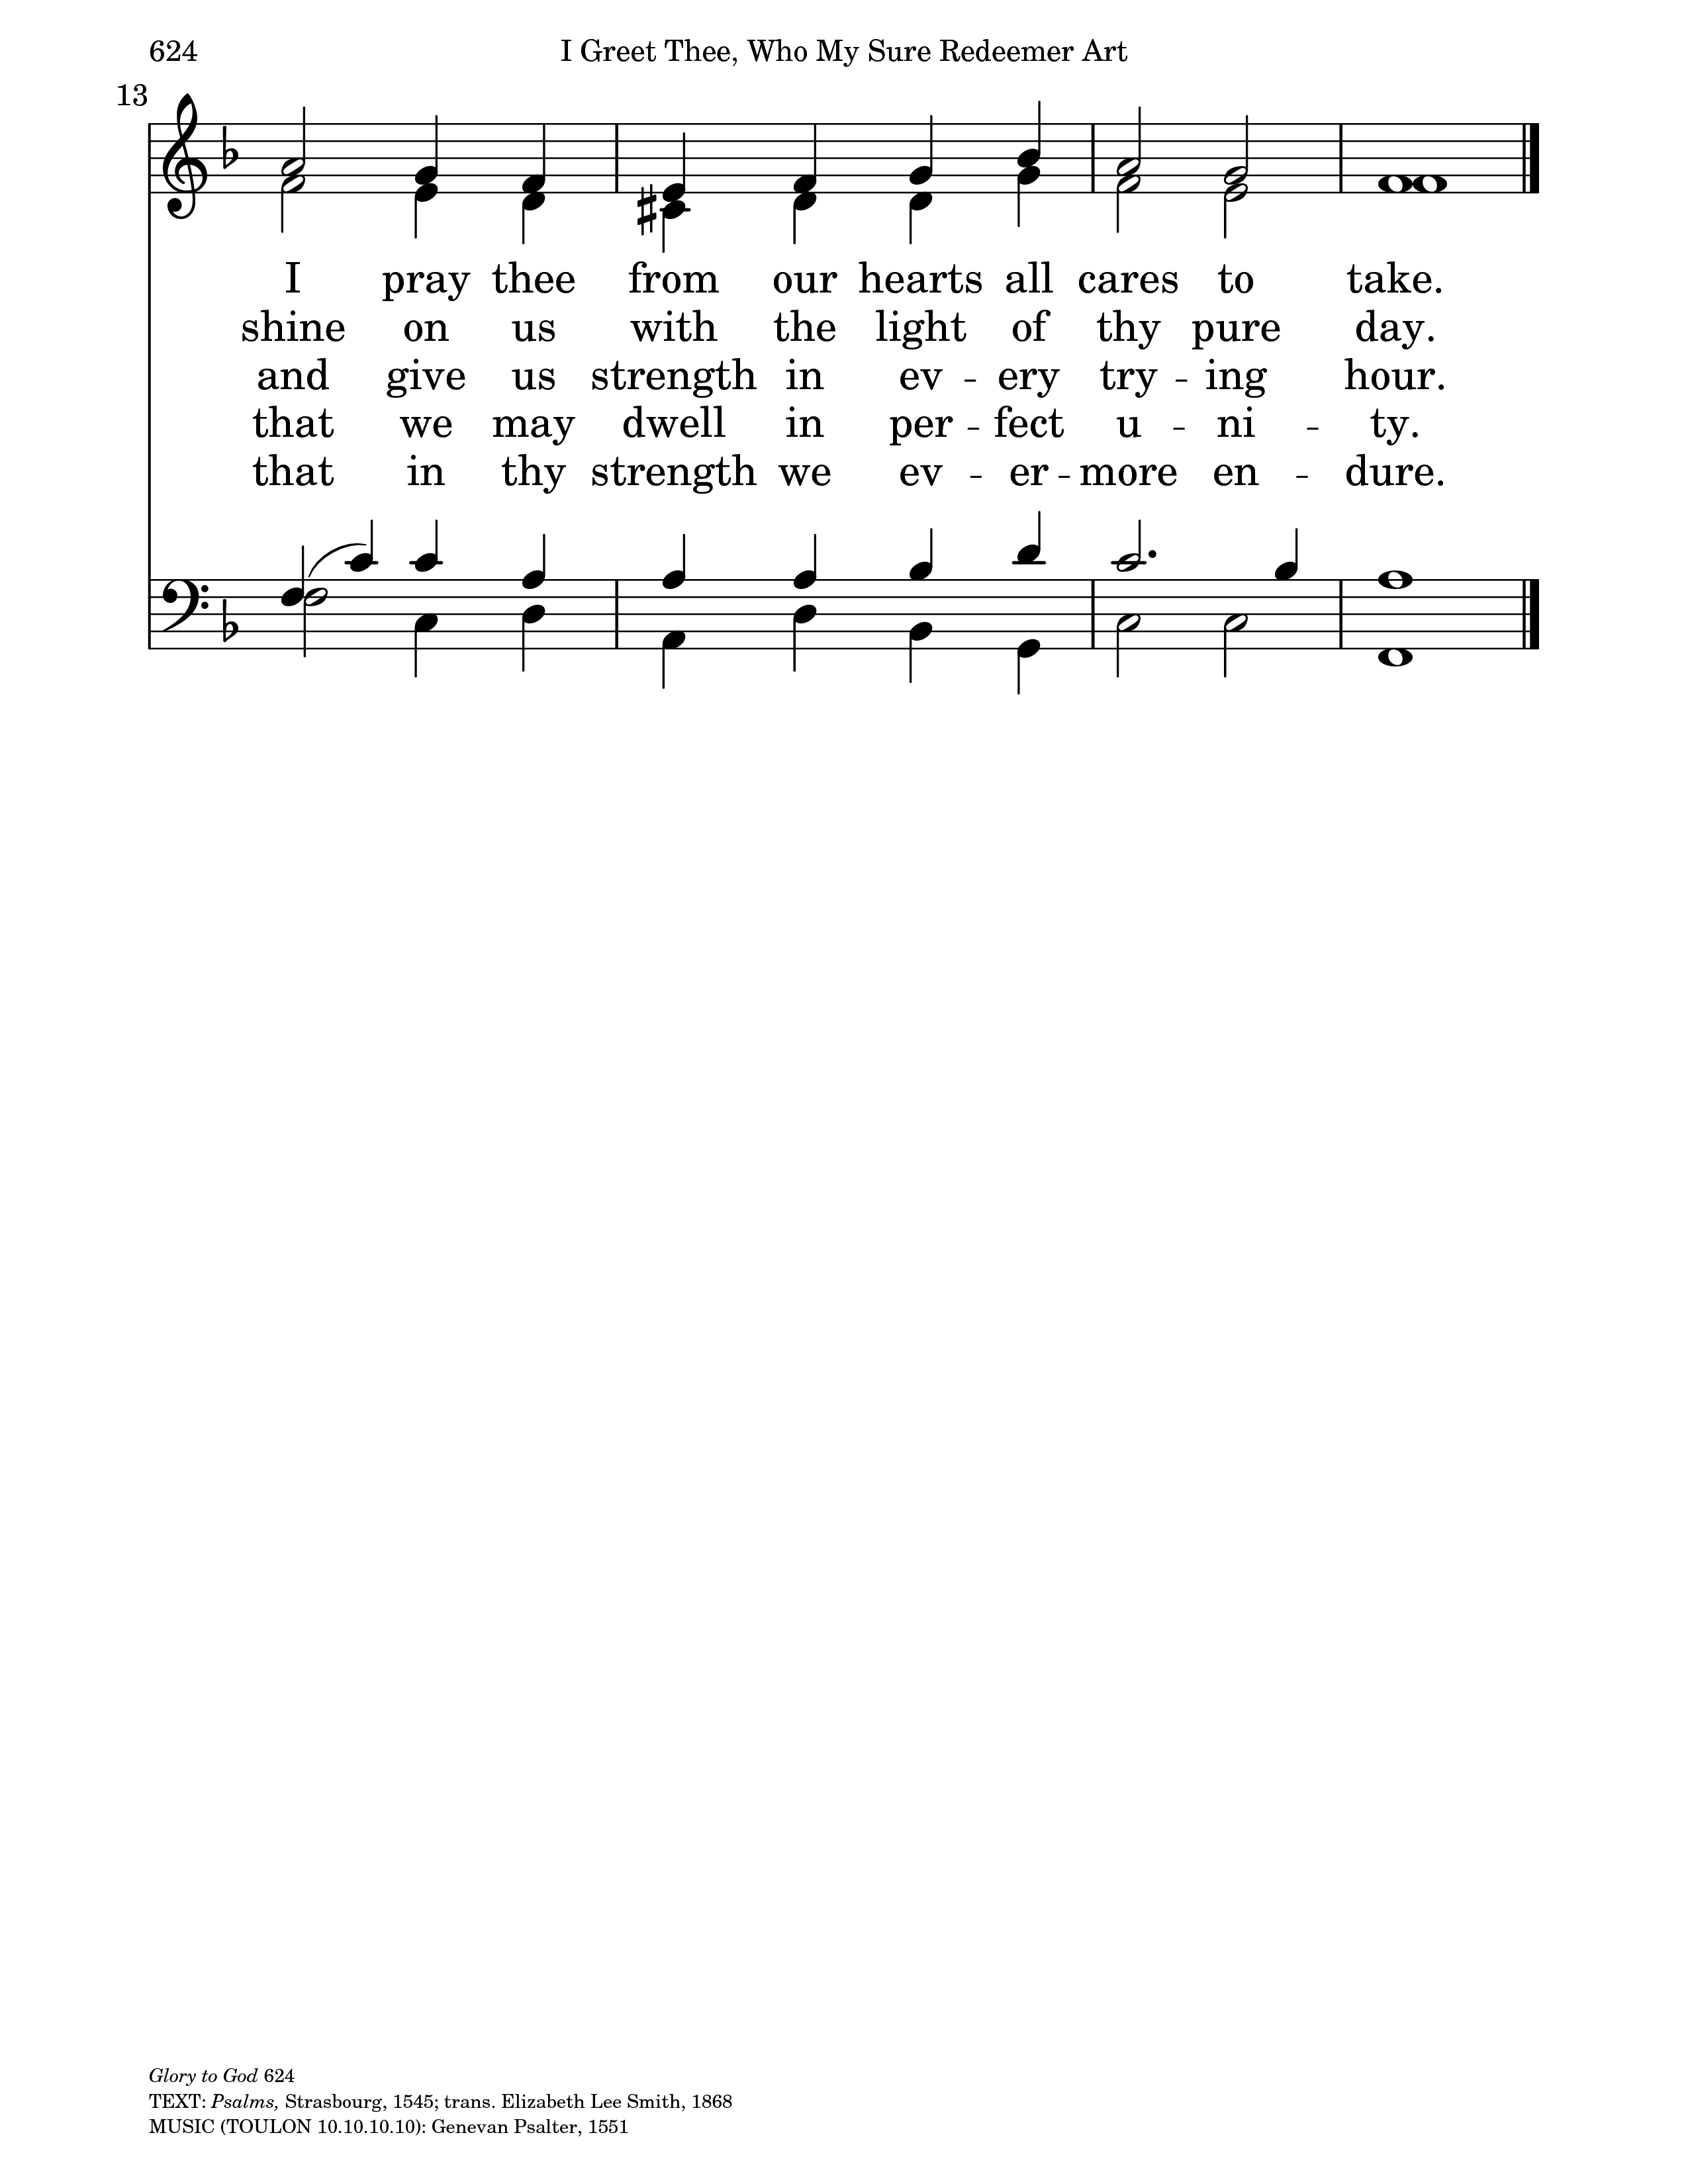 624 I Greet Thee, Who My Sure Redeemer Art
13
I pray thee from our hearts all cares to take.
shine on us with the light of thy pure day.
and give us strength in ev - ery try - ing hour.
that we may dwell in per - fect u - ni - ty.
that in thy strength we ev - er - more en - dure.
Glory to God 624
TEXT: Psalms, Strasbourg, 1545; trans. Elizabeth Lee Smith, 1868
MUSIC (TOULON 10.10.10.10): Genevan Psalter, 1551